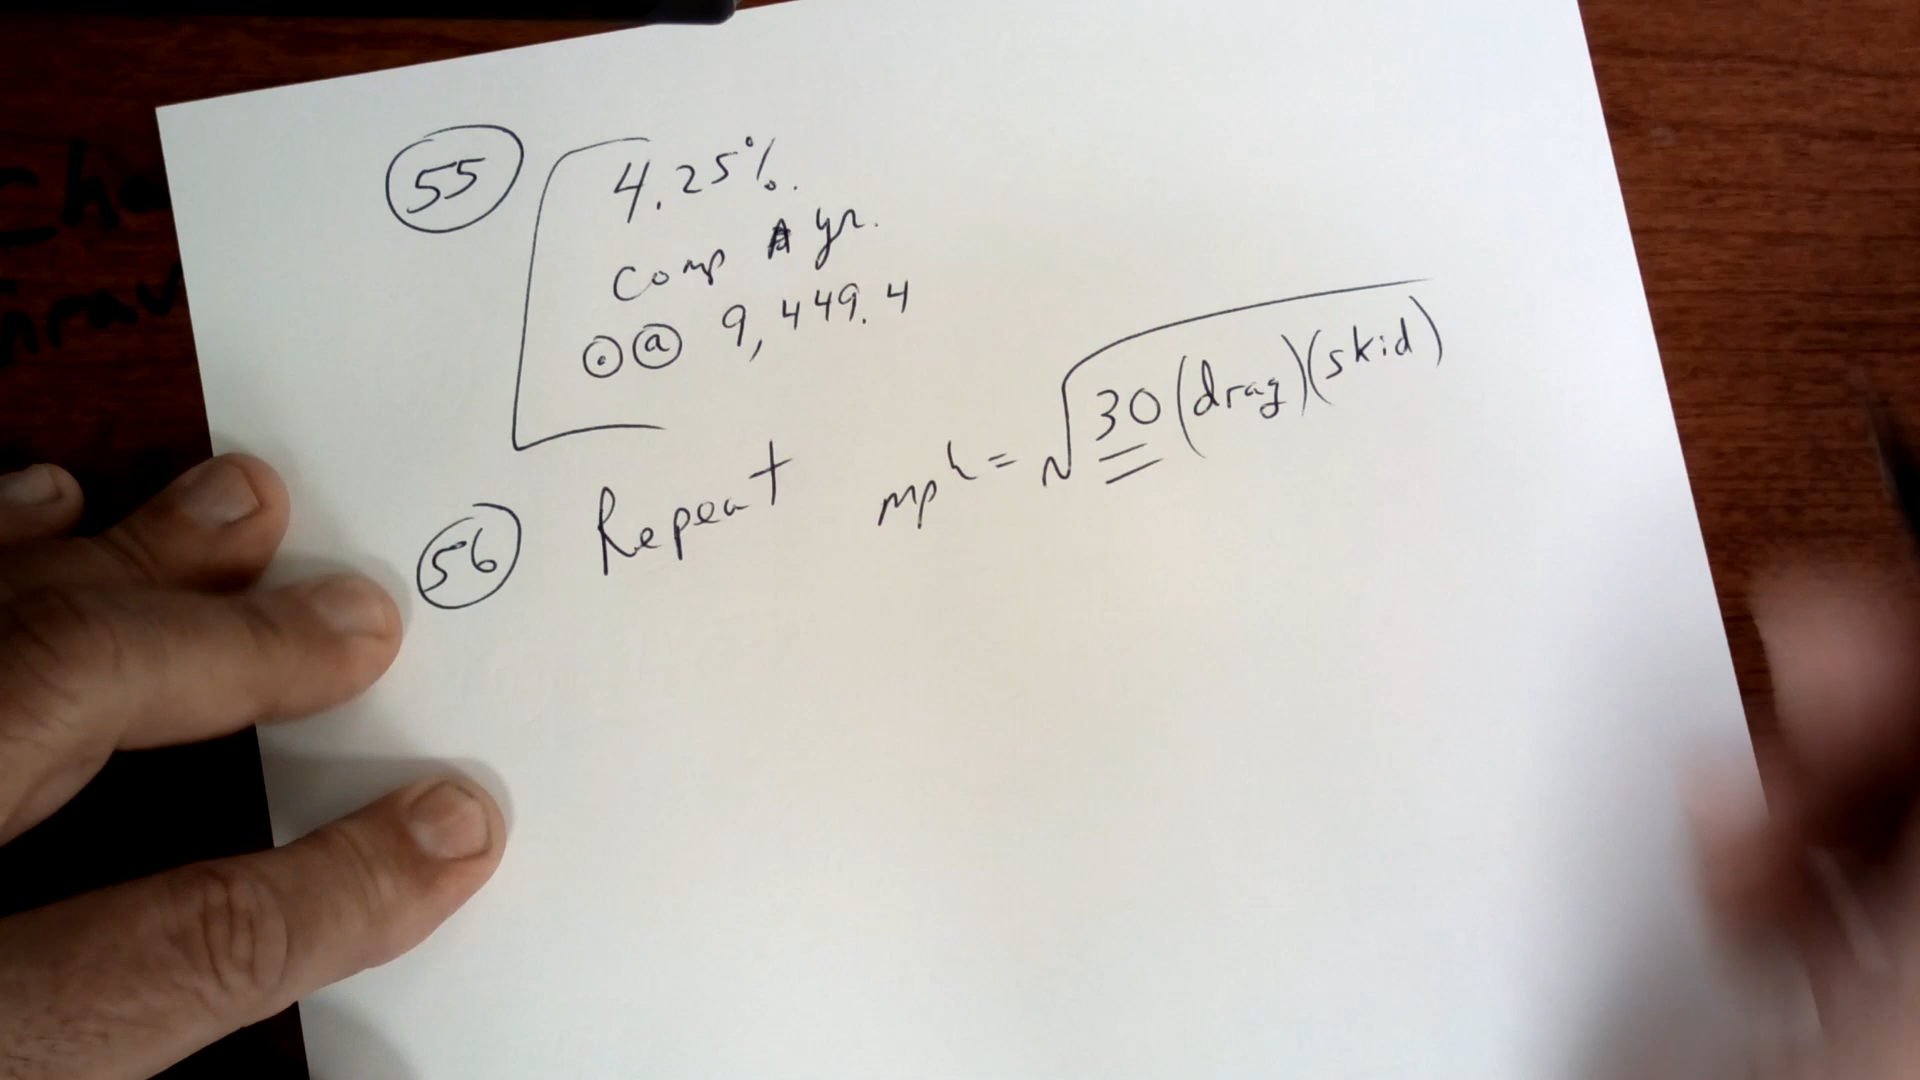 55 4.25%.
Comp A yr.
⊙ ⓐ 9,449.4
56 Repeat mph = √30(drag)(skid)